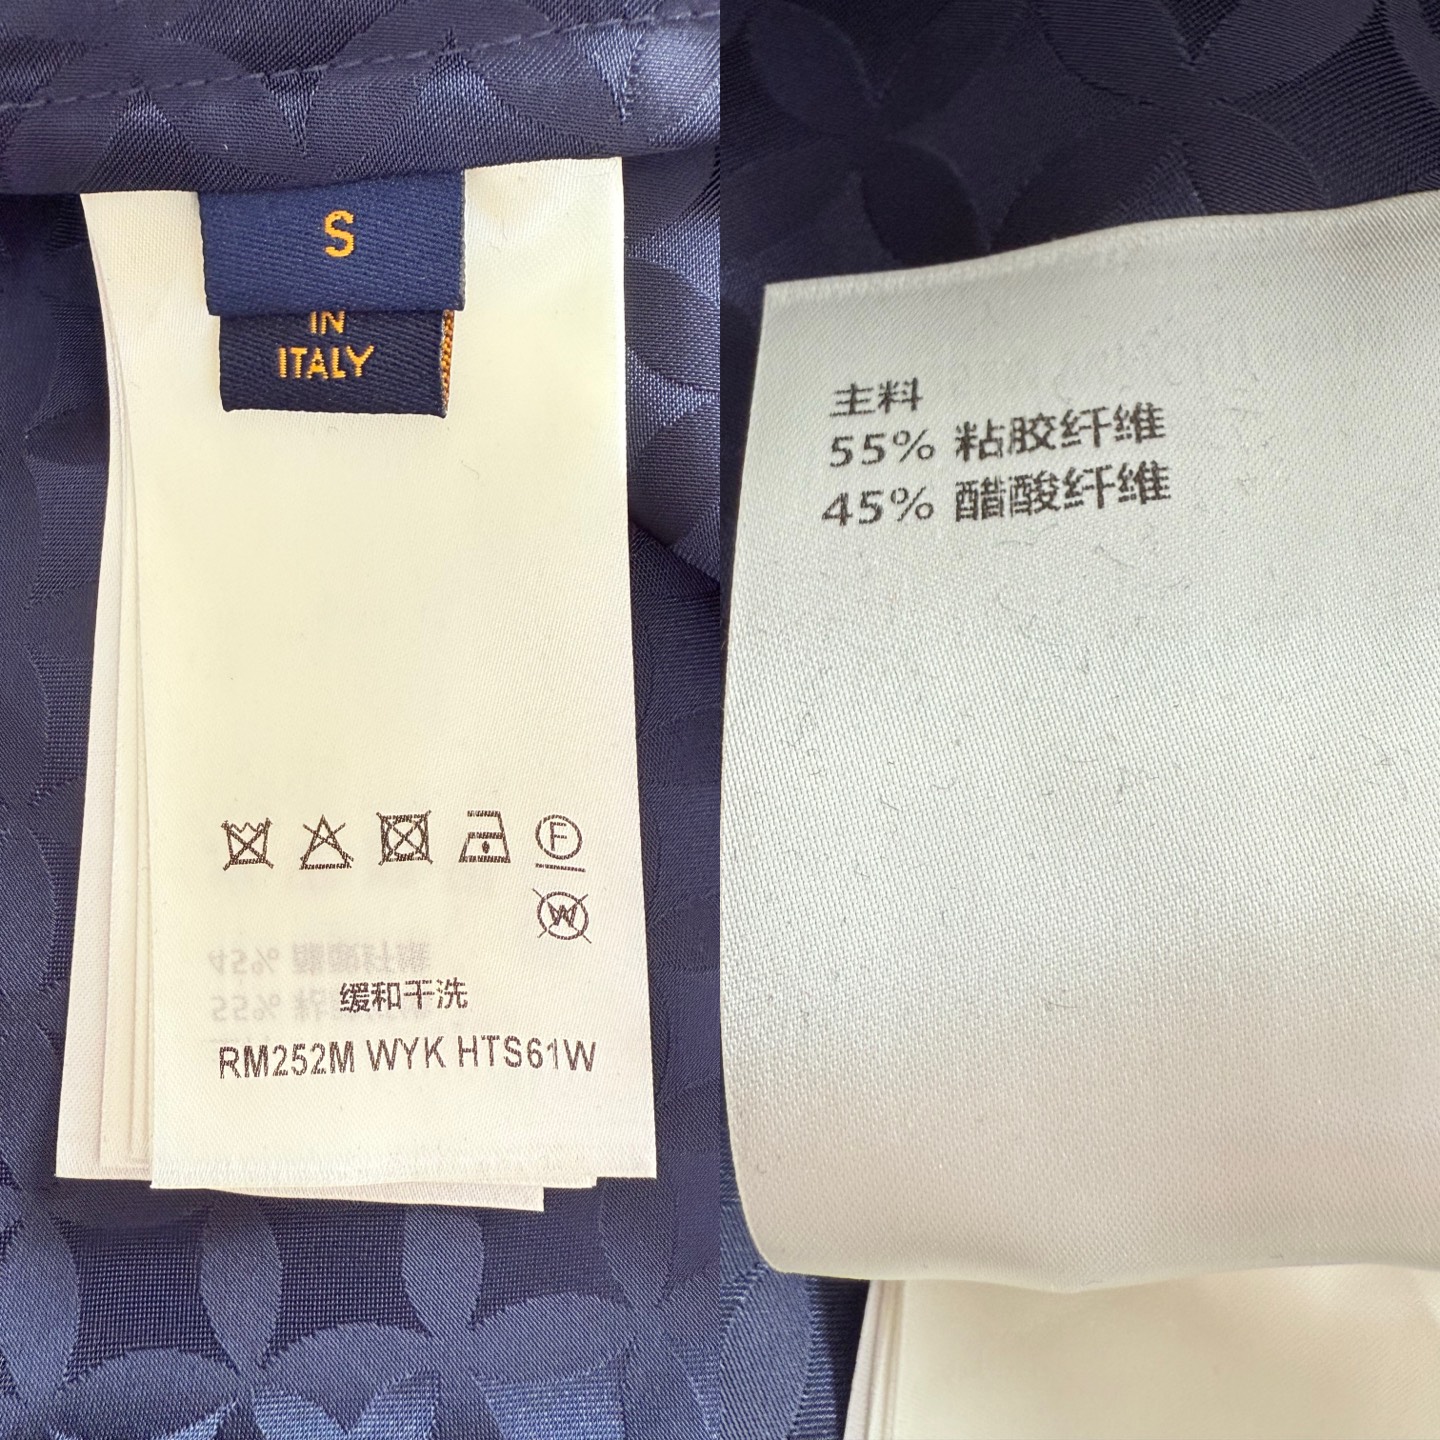 S
IN
ITALY
F
W
缓和干洗
RM252M WYK HTS61W
主料
55% 粘胶纤维
45% 醋酸纤维